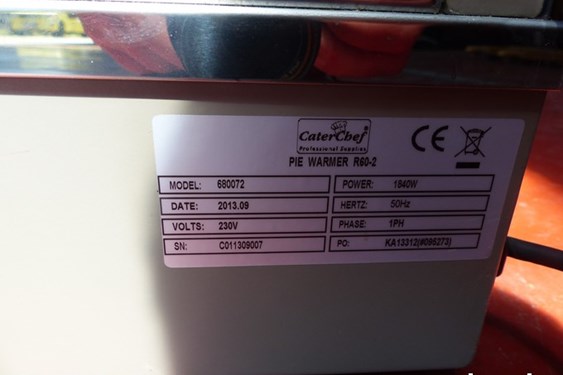 CaterChef
Professional Supplies
CE
PIE WARMER R60-2
MODEL: 680072
POWER: 1840W
DATE: 2013.09
HERTZ: 50Hz
VOLTS: 230V
PHASE: 1PH
SN: C011309007
PO: KA13312(#095273)